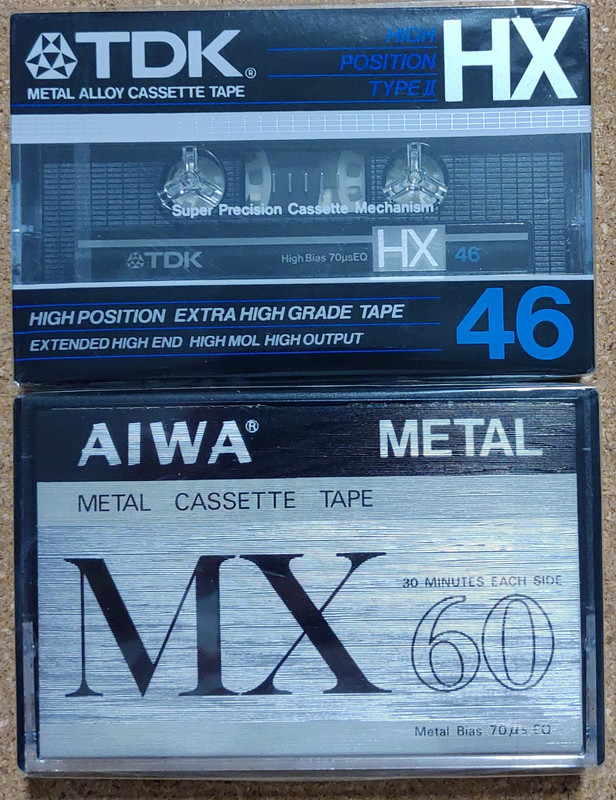 TDK®
METAL ALLOY CASSETTE TAPE
HIGH
POSITION
TYPE II
HX
Super Precision Cassette Mechanism
TDK
High Bias 70μsEQ
HX
46
HIGH POSITION EXTRA HIGH GRADE TAPE
EXTENDED HIGH END HIGH MOL HIGH OUTPUT
46
AIWA®
METAL
METAL CASSETTE TAPE
MX
30 MINUTES EACH SIDE
60
Metal Bias 70μs EQ